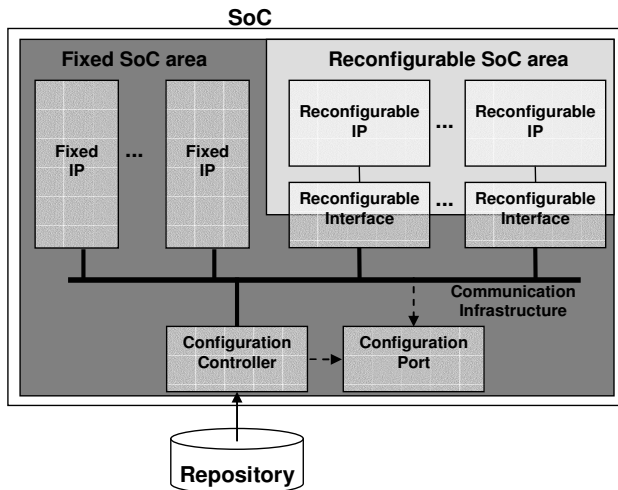 SoC
Fixed SoC area
Reconfigurable SoC area
Fixed
IP
...
Fixed
IP
Reconfigurable
IP
...
Reconfigurable
IP
Reconfigurable
Interface
...
Reconfigurable
Interface
Communication
Infrastructure
Configuration
Controller
Configuration
Port
Repository